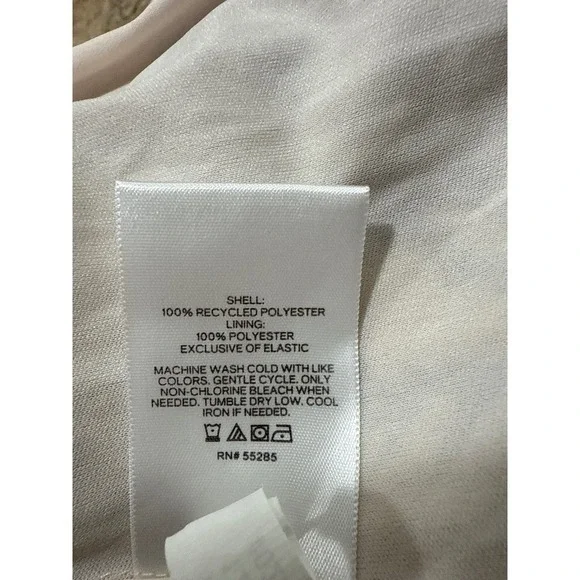 SHELL:
100% RECYCLED POLYESTER
LINING:
100% POLYESTER
EXCLUSIVE OF ELASTIC
MACHINE WASH COLD WITH LIKE
COLORS. GENTLE CYCLE. ONLY
NON-CHLORINE BLEACH WHEN
NEEDED. TUMBLE DRY LOW. COOL
IRON IF NEEDED.
RN# 55285